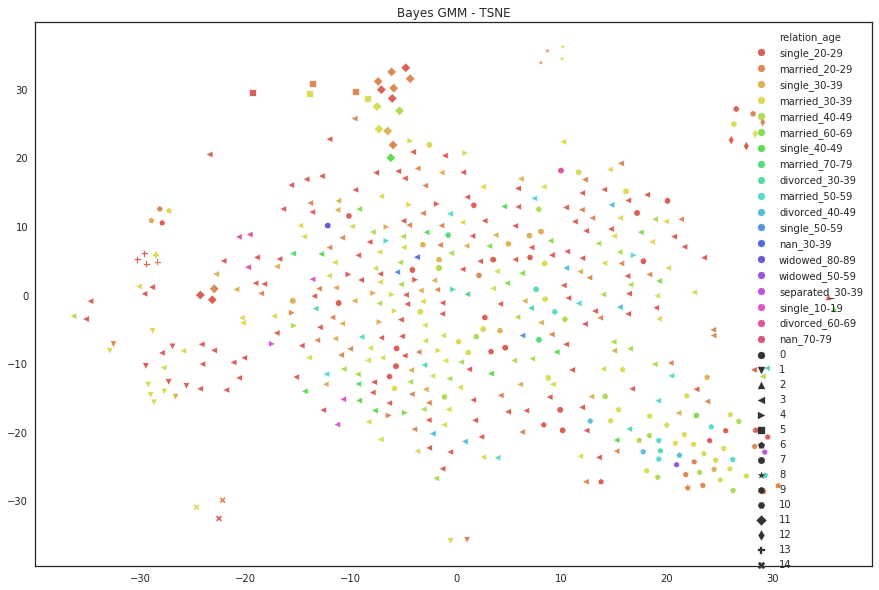 Bayes GMM - TSNE
relation_age
single_20-29
married_20-29
single_30-39
married_30-39
married_40-49
married_60-69
single_40-49
married_70-79
divorced_30-39
married_50-59
divorced_40-49
single_50-59
nan_30-39
widowed_80-89
widowed_50-59
separated_30-39
single_10-19
divorced_60-69
nan_70-79
0
1
2
3
4
5
6
7
8
9
10
11
12
13
14
30
20
10
0
−10
−20
−30
−30
−20
−10
0
10
20
30